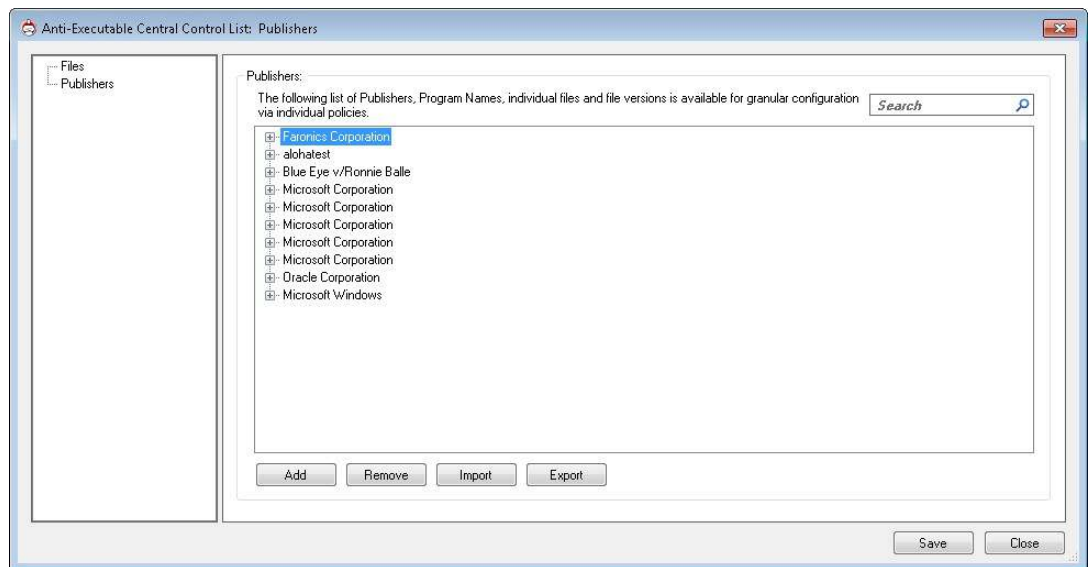 Anti-Executable Central Control List: Publishers
Files
Publishers
Publishers:
The following list of Publishers, Program Names, individual files and file versions is available for granular configuration
via individual policies.
Search
Faronics Corporation
alohatest
Blue Eye v/Ronnie Balle
Microsoft Corporation
Microsoft Corporation
Microsoft Corporation
Microsoft Corporation
Microsoft Corporation
Oracle Corporation
Microsoft Windows
Add Remove Import Export
Save Close